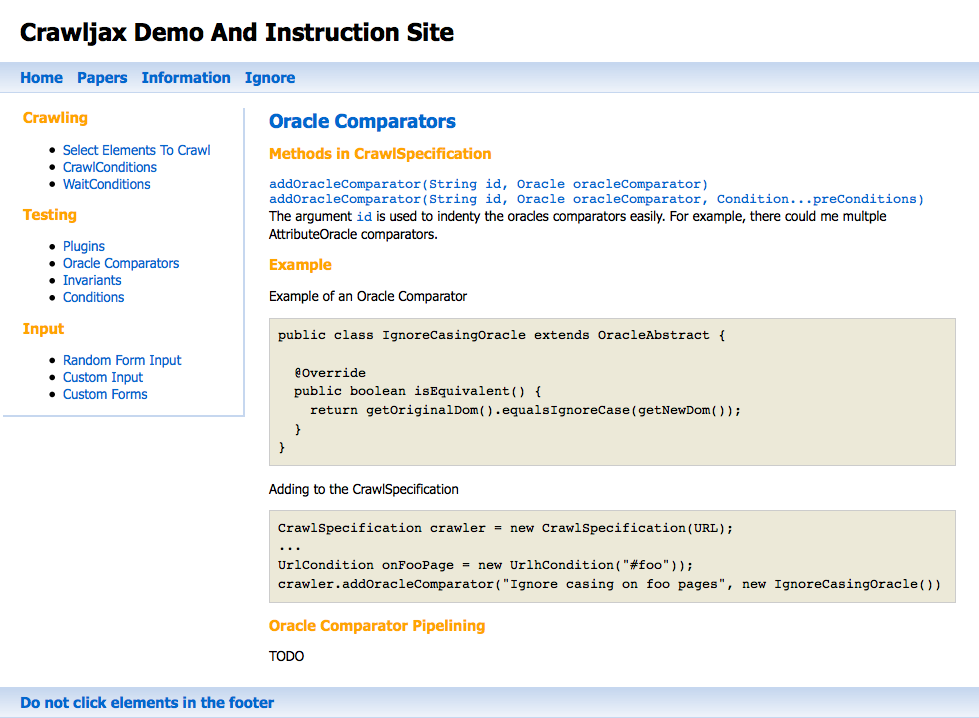 Crawljax Demo And Instruction Site
Home Papers Information Ignore
Crawling
Select Elements To Crawl
CrawlConditions
WaitConditions
Testing
Plugins
Oracle Comparators
Invariants
Conditions
Input
Random Form Input
Custom Input
Custom Forms
Oracle Comparators
Methods in CrawlSpecification
addOracleComparator(String id, Oracle oracleComparator)
addOracleComparator(String id, Oracle oracleComparator, Condition...preConditions)
The argument id is used to indenty the oracles comparators easily. For example, there could me multple
AttributeOracle comparators.
Example
Example of an Oracle Comparator
public class IgnoreCasingOracle extends OracleAbstract {
@Override
public boolean isEquivalent() {
return getOriginalDom().equalsIgnoreCase(getNewDom());
}
}
Adding to the CrawlSpecification
CrawlSpecification crawler = new CrawlSpecification(URL);
...
UrlCondition onFooPage = new UrlhCondition("#foo"));
crawler.addOracleComparator("Ignore casing on foo pages", new IgnoreCasingOracle())
Oracle Comparator Pipelining
TODO
Do not click elements in the footer